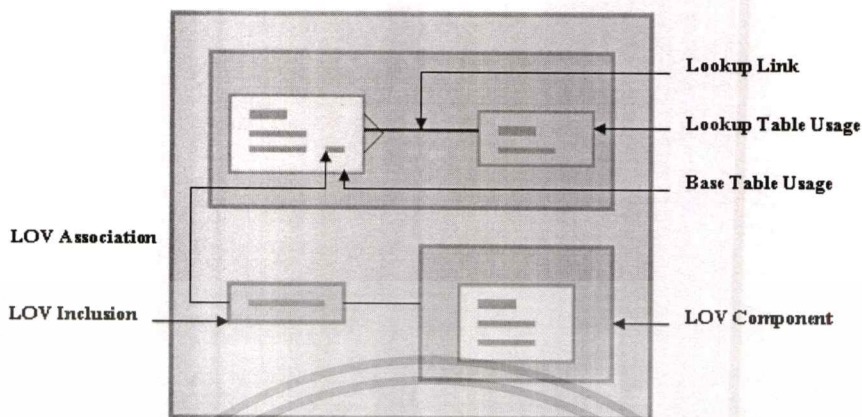 Lookup Link
Lookup Table Usage
Base Table Usage
LOV Association
LOV Inclusion
LOV Component